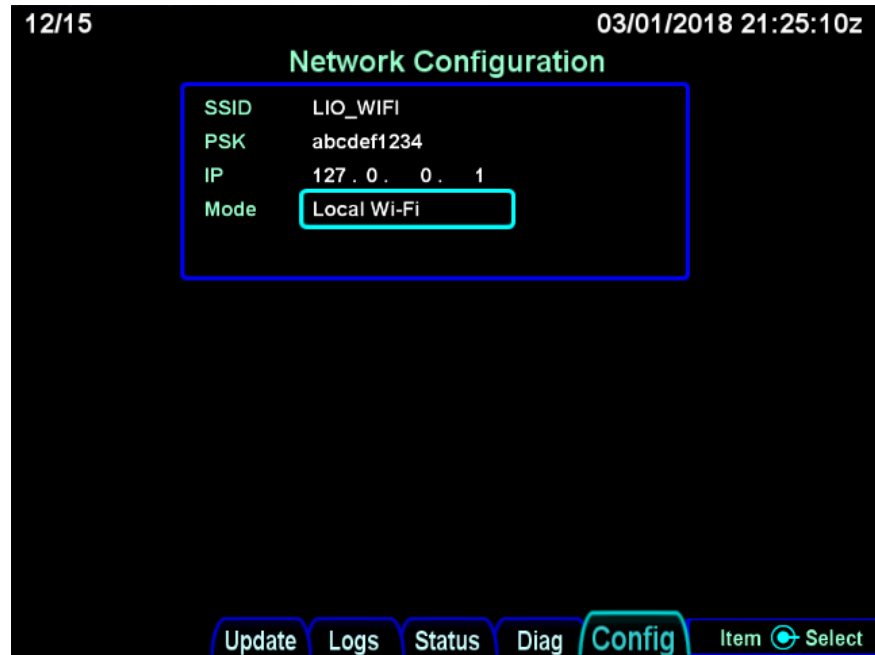 12/15 03/01/2018 21:25:10z
Network Configuration
SSID LIO_WIFI
PSK abcdef1234
IP 127 . 0 . 0 . 1
Mode Local Wi-Fi
Update Logs Status Diag Config Item Select